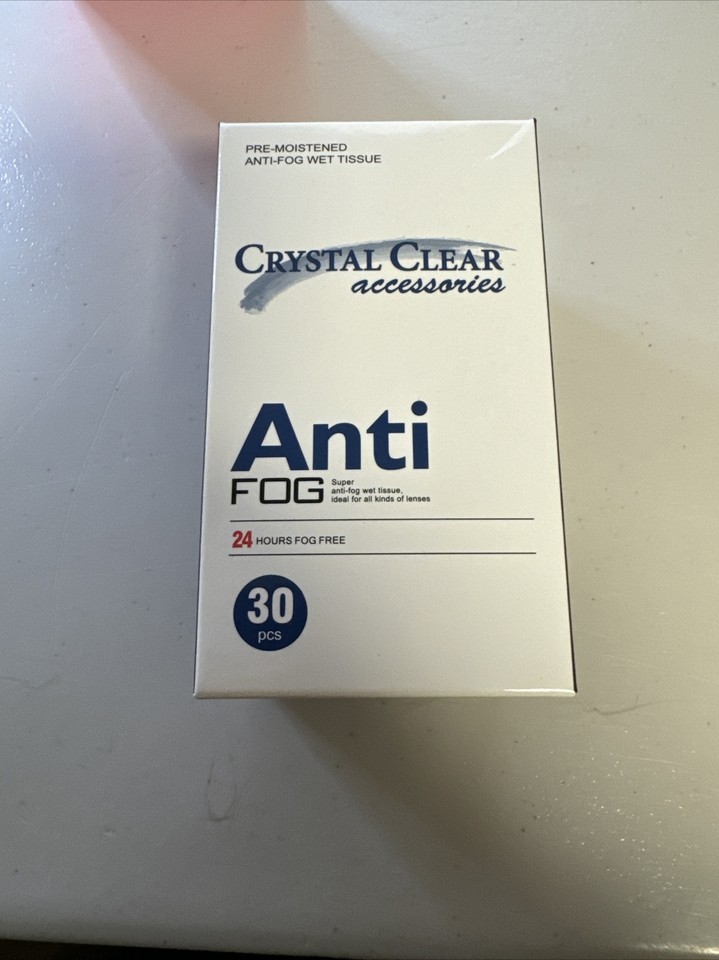 PRE-MOISTENED
ANTI-FOG WET TISSUE
CRYSTAL CLEAR
accessories
Anti
FOG
Super
anti-fog wet tissue,
ideal for all kinds of lenses
24 HOURS FOG FREE
30
pcs